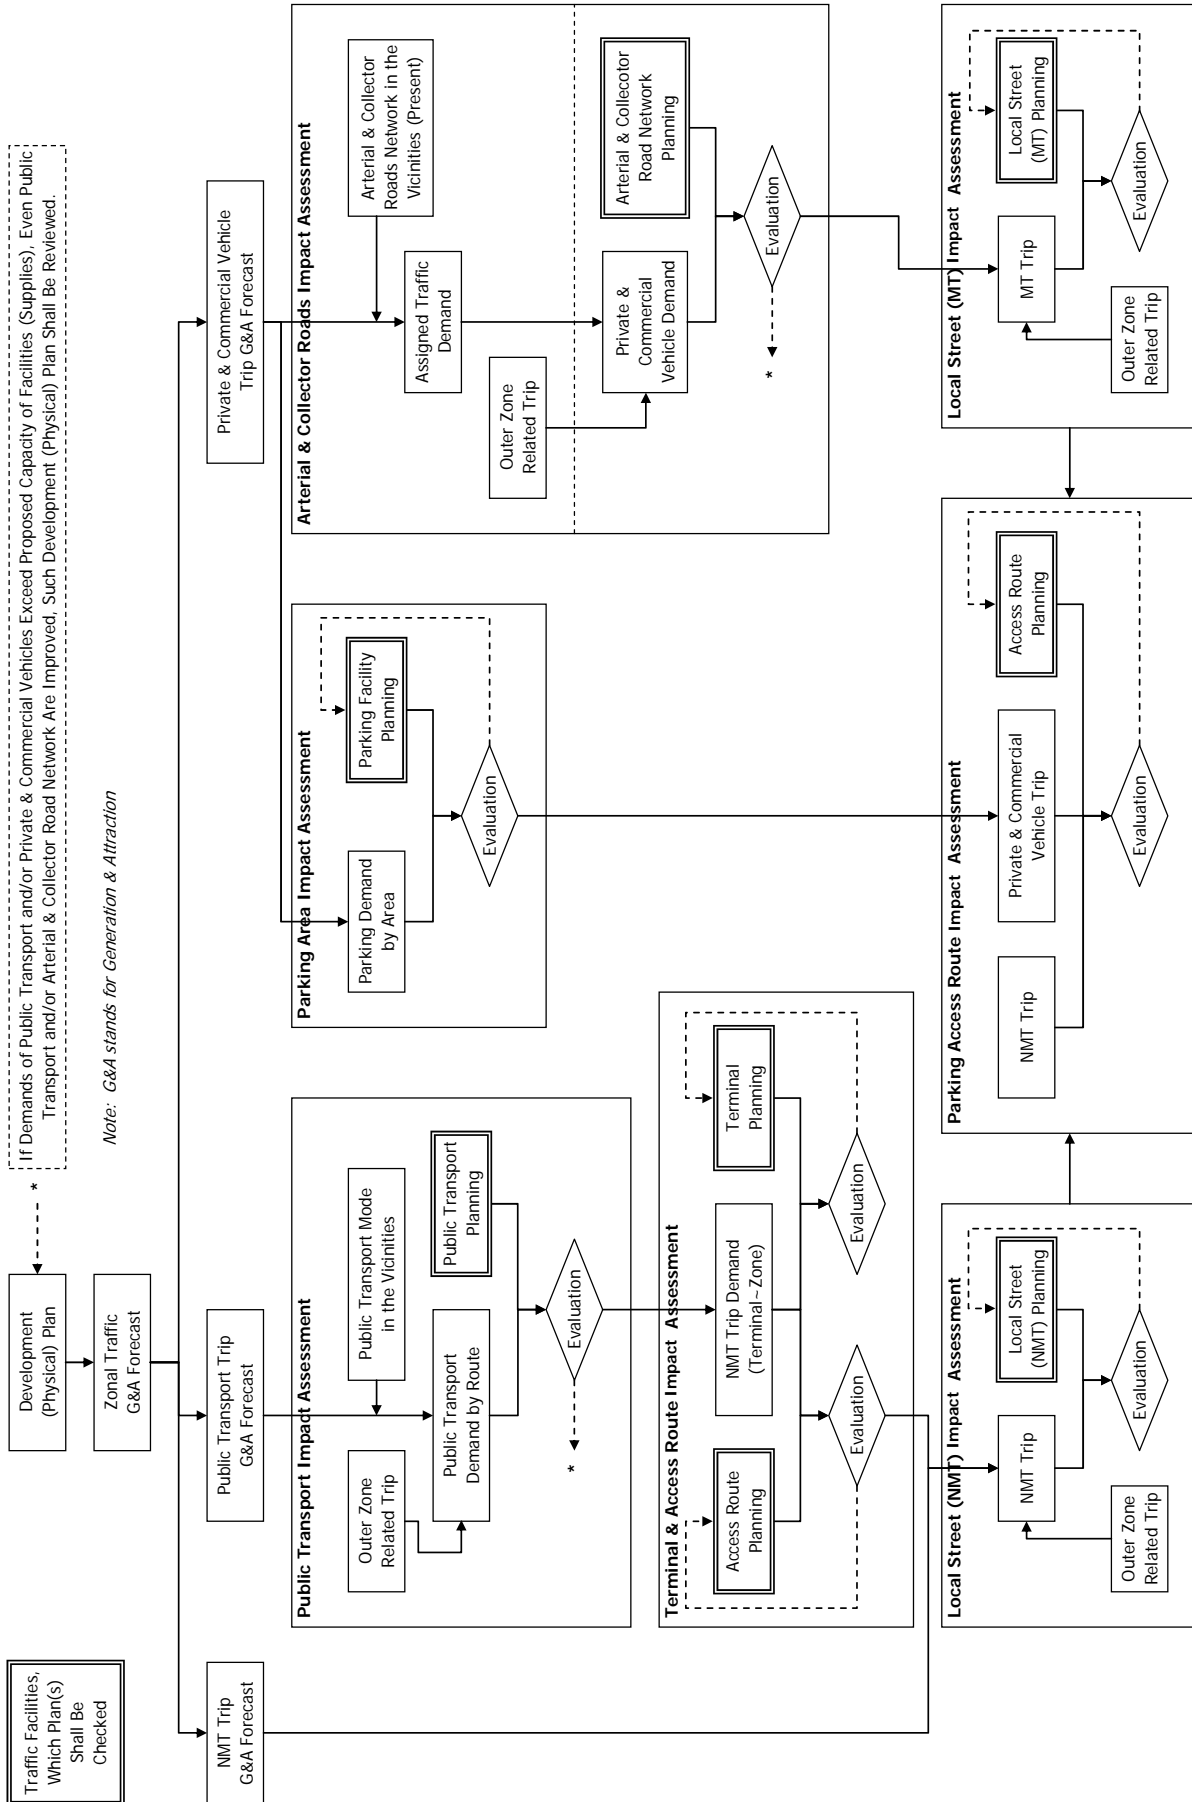 Traffic Facilities,
Which Plan(s)
Shall Be
Checked
Development
(Physical) Plan
*
If Demands of Public Transport and/or Private & Commercial Vehicles Exceed Proposed Capacity of Facilities (Supplies), Even Public
Transport and/or Arterial & Collector Road Network Are Improved, Such Development (Physical) Plan Shall Be Reviewed.
Zonal Traffic
G&A Forecast
Note: G&A stands for Generation & Attraction
NMT Trip
G&A Forecast
Public Transport Trip
G&A Forecast
Private & Commercial Vehicle
Trip G&A Forecast
Public Transport Impact Assessment
Outer Zone
Related Trip
Public Transport Mode
in the Vicinities
Public Transport
Demand by Route
Public Transport
Planning
Evaluation
*
Parking Area Impact Assessment
Parking Demand
by Area
Parking Facility
Planning
Evaluation
Arterial & Collector Roads Impact Assessment
Arterial & Collector
Roads Network in the
Vicinities (Present)
Assigned Traffic
Demand
Outer Zone
Related Trip
Private &
Commercial
Vehicle Demand
Arterial & Collecotor
Road Network
Planning
Evaluation
*
Terminal & Access Route Impact Assessment
Access Route
Planning
NMT Trip Demand
(Terminal~Zone)
Terminal
Planning
Evaluation
Evaluation
Local Street (NMT) Impact Assessment
NMT Trip
Local Street
(NMT) Planning
Outer Zone
Related Trip
Evaluation
Parking Access Route Impact Assessment
NMT Trip
Private & Commercial
Vehicle Trip
Access Route
Planning
Evaluation
Local Street (MT) Impact Assessment
MT Trip
Local Street
(MT) Planning
Outer Zone
Related Trip
Evaluation